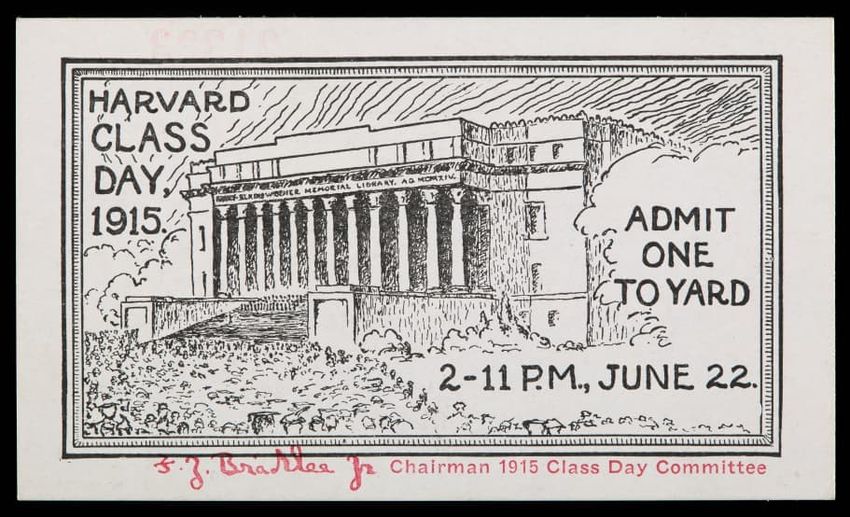 HARVARD
CLASS
DAY,
1915.
ELKINS WIDENER MEMORIAL LIBRARY. A.D. MCMXIV.
ADMIT
ONE
TO YARD
2-11 P.M., JUNE 22.
F. J. Bradlee Jr Chairman 1915 Class Day Committee